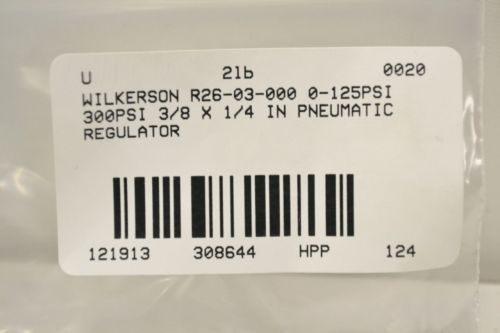 U 2lb 0020
WILKERSON R26-03-000 0-125PSI
300PSI 3/8 X 1/4 IN PNEUMATIC
REGULATOR
121913 308644 HPP 124